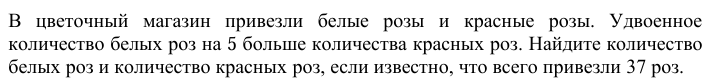 В цветочный магазин привезли белые розы и красные розы. Удвоенное
количество белых роз на 5 больше количества красных роз. Найдите количество
белых роз и количество красных роз, если известно, что всего привезли 37 роз.